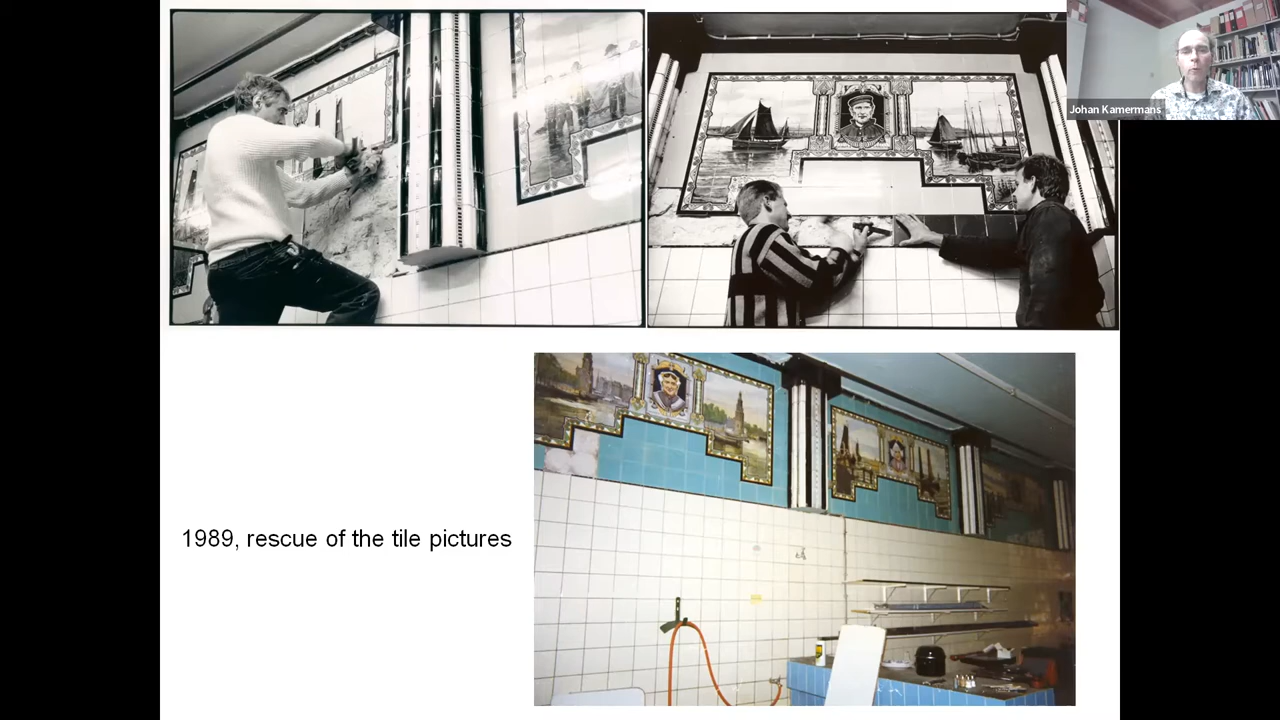 Johan Kamermans
1989, rescue of the tile pictures